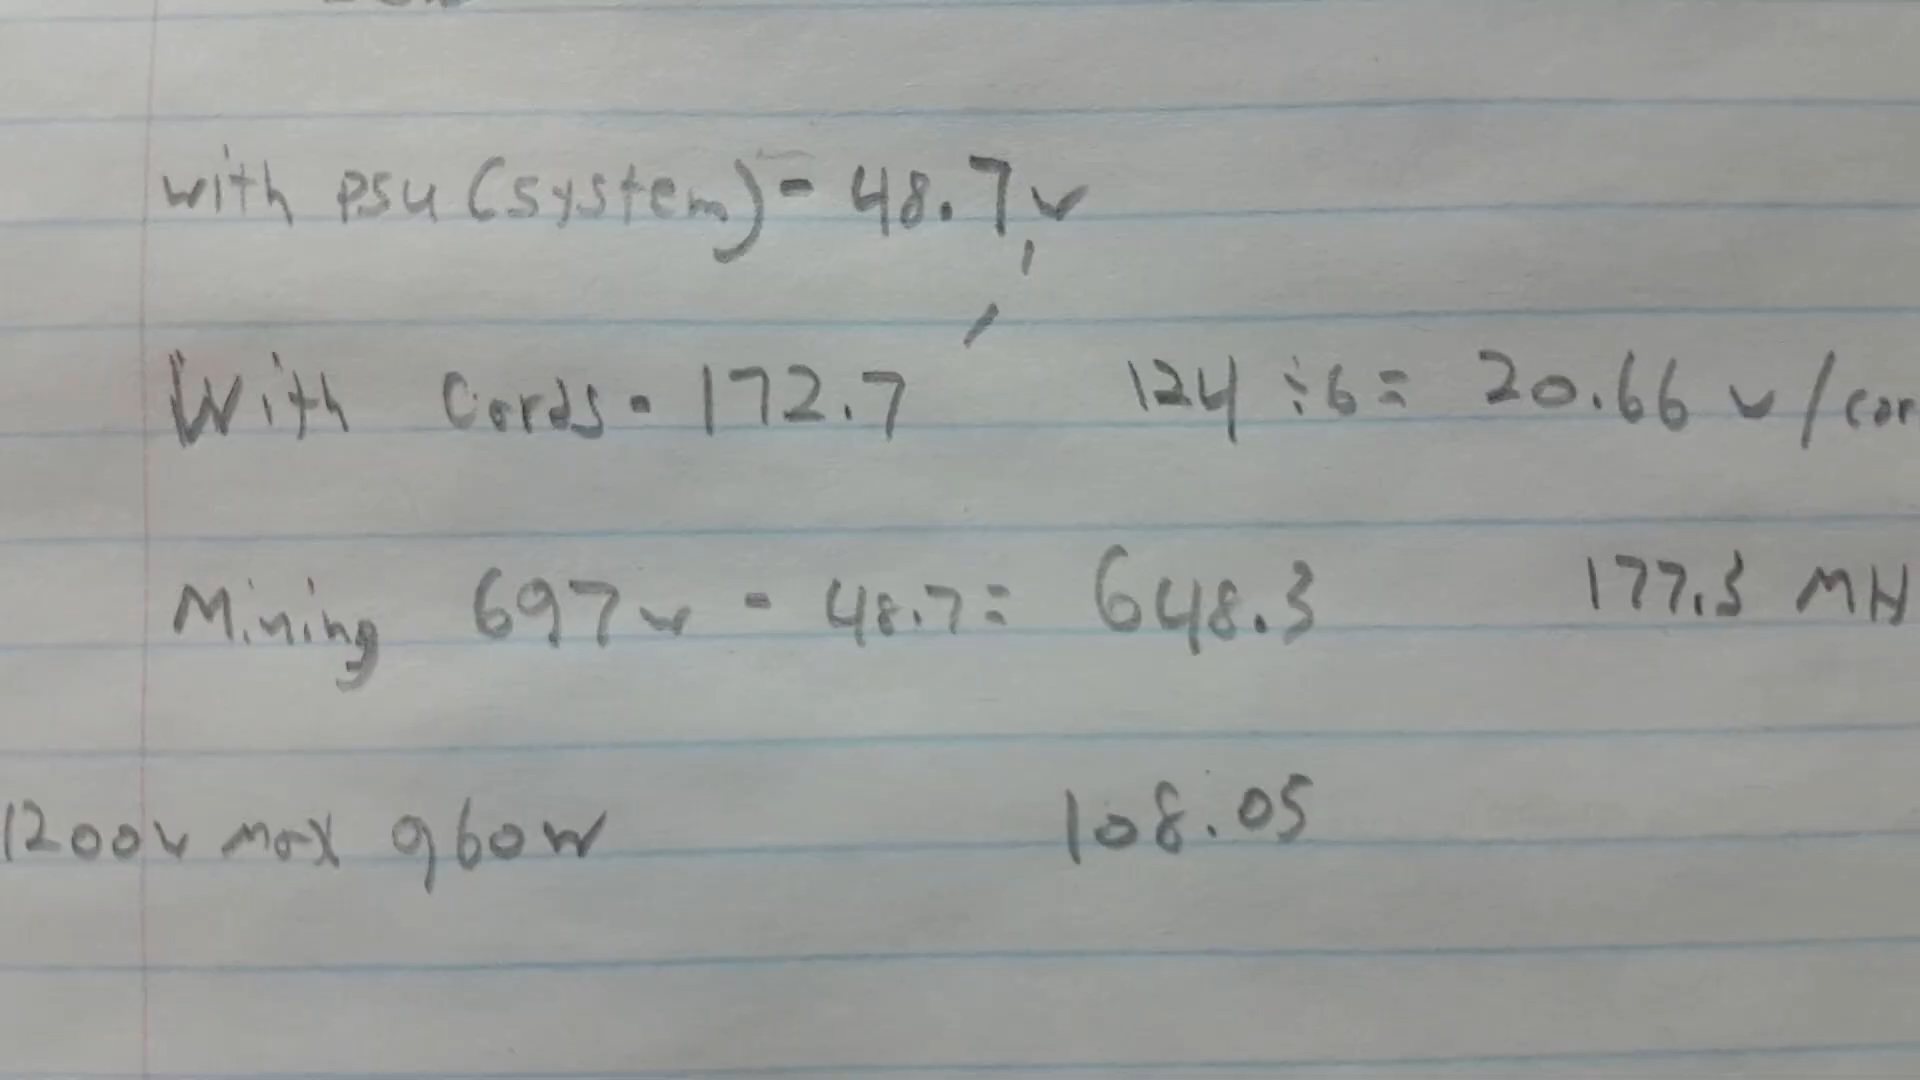 with psu (system) - 48.7w
With Cards - 172.7 124 ÷ 6 = 20.66 w/car
Mining 697w - 48.7 = 648.3 177.3 MH
1200w max 960w 108.05